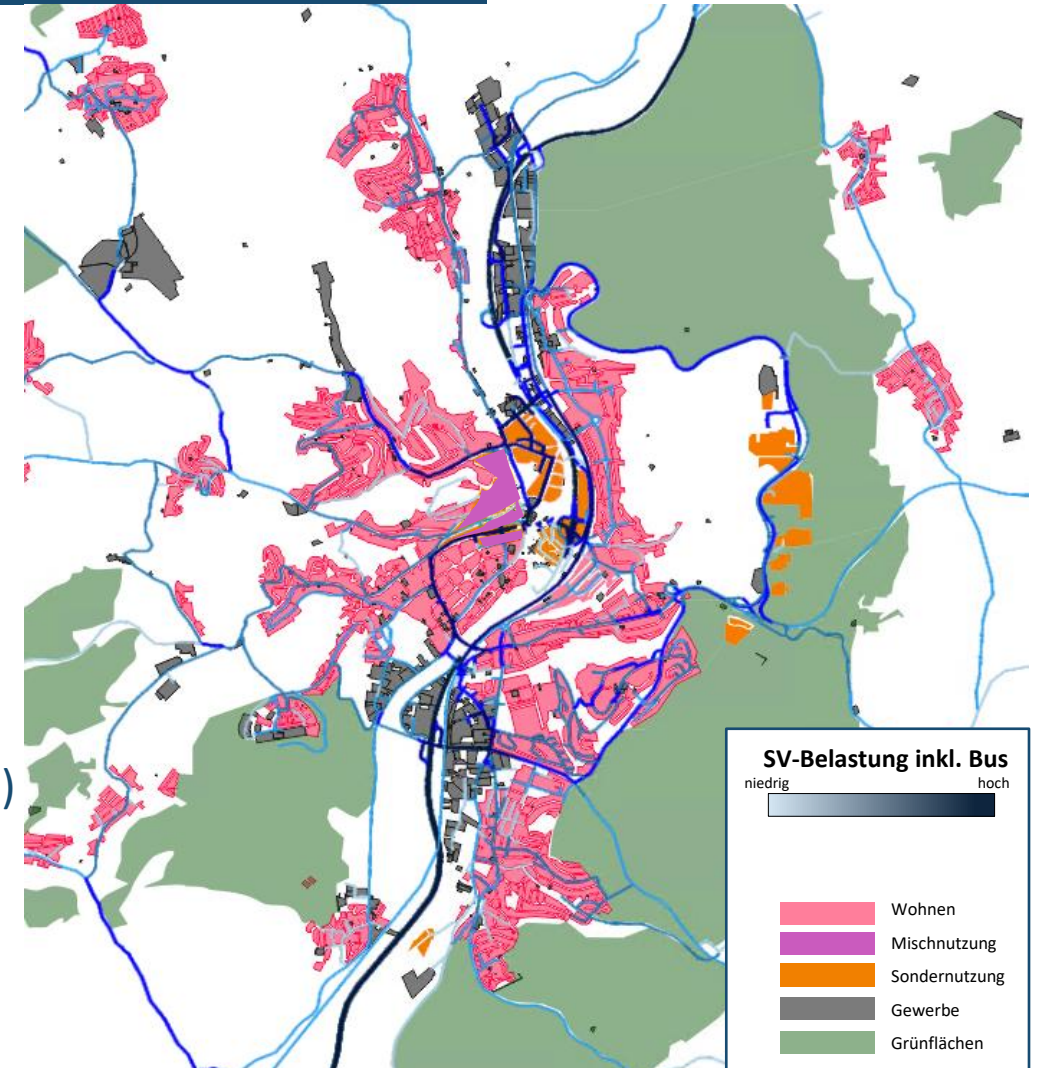 )
SV-Belastung inkl. Bus
niedrig hoch
Wohnen
Mischnutzung
Sondernutzung
Gewerbe
Grünflächen